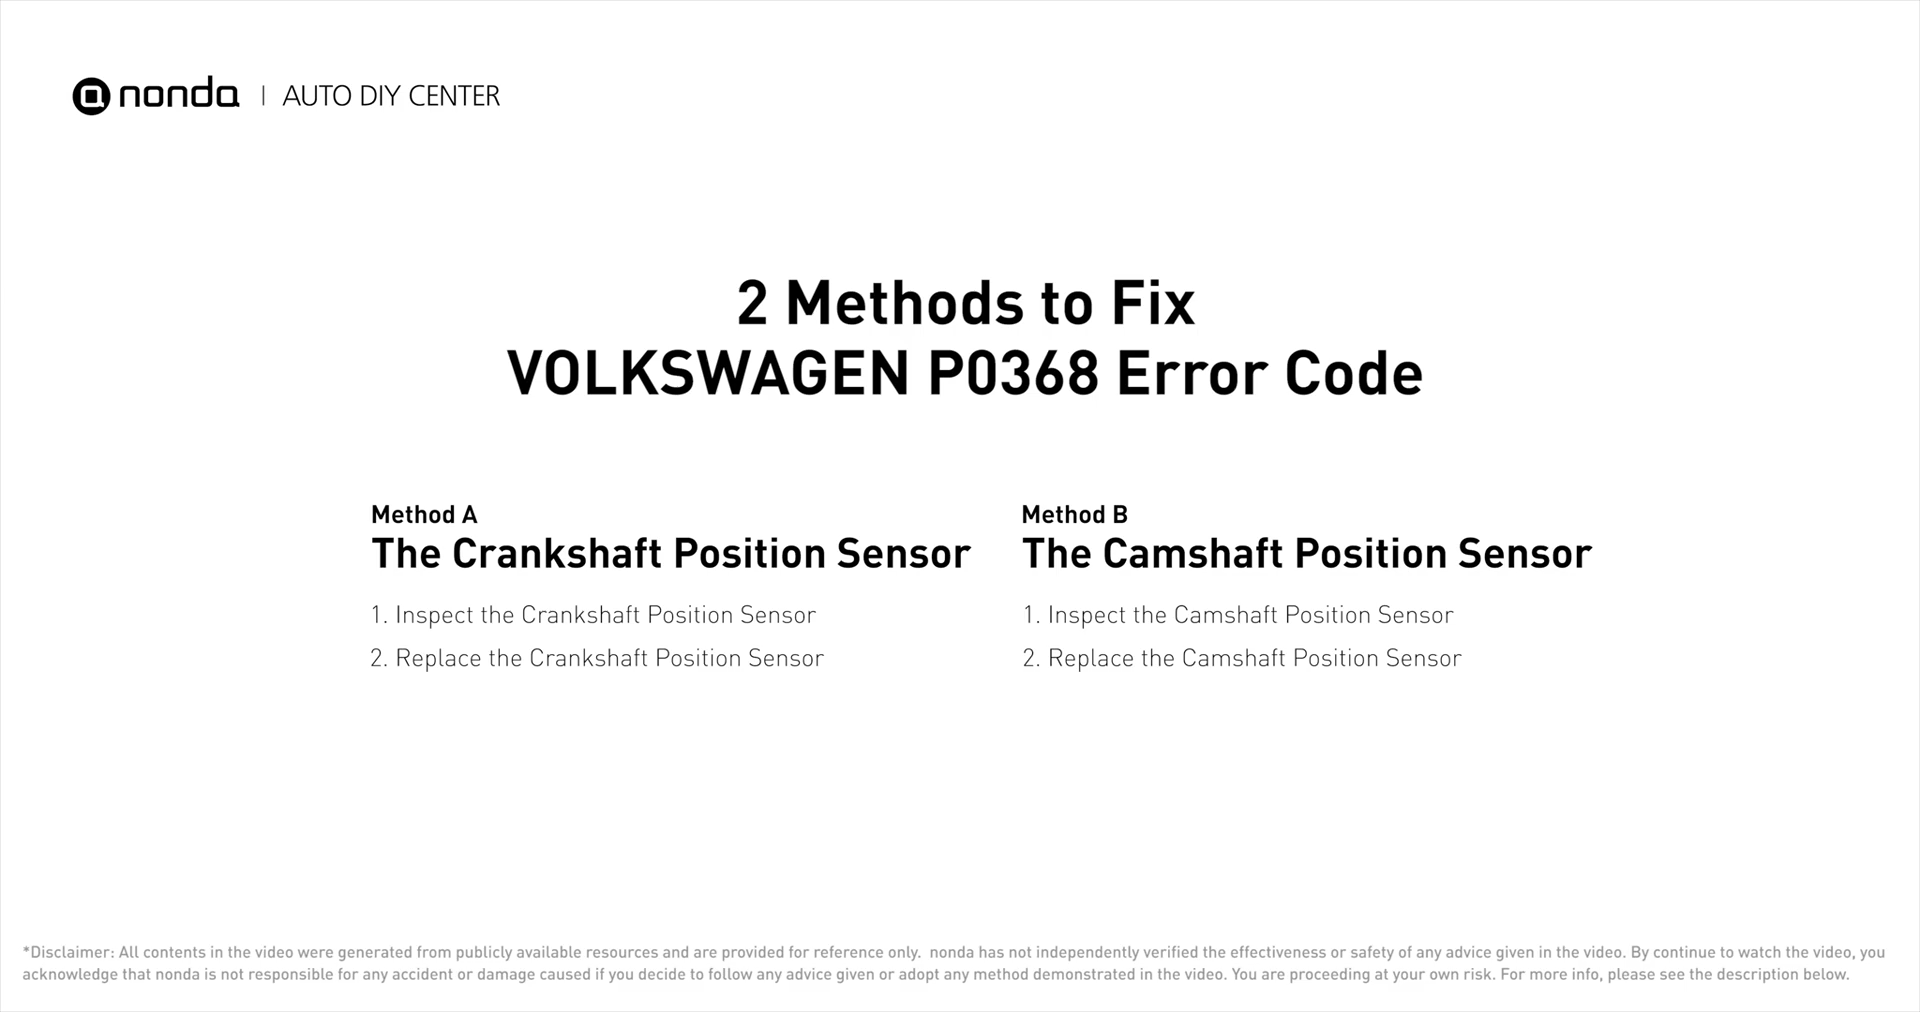 nonda | AUTO DIY CENTER
2 Methods to Fix
VOLKSWAGEN P0368 Error Code
Method A
The Crankshaft Position Sensor
1. Inspect the Crankshaft Position Sensor
2. Replace the Crankshaft Position Sensor
Method B
The Camshaft Position Sensor
1. Inspect the Camshaft Position Sensor
2. Replace the Camshaft Position Sensor
*Disclaimer: All contents in the video were generated from publicly available resources and are provided for reference only. nonda has not independently verified the effectiveness or safety of any advice given in the video. By continue to watch the video, you
acknowledge that nonda is not responsible for any accident or damage caused if you decide to follow any advice given or adopt any method demonstrated in the video. You are proceeding at your own risk. For more info, please see the description below.